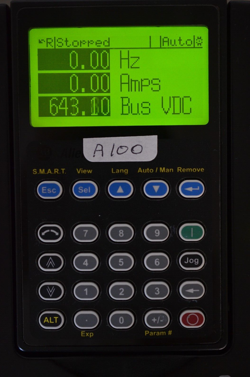 R|Stopped | |Auto|
0.00 Hz
0.00 Amps
643.10 Bus VDC
A100
S.M.A.R.T. View Lang Auto / Man Remove
Esc Sel
7 8 9
4 5 6 Jog
1 2 3
ALT - 0 +/-
Exp Param #